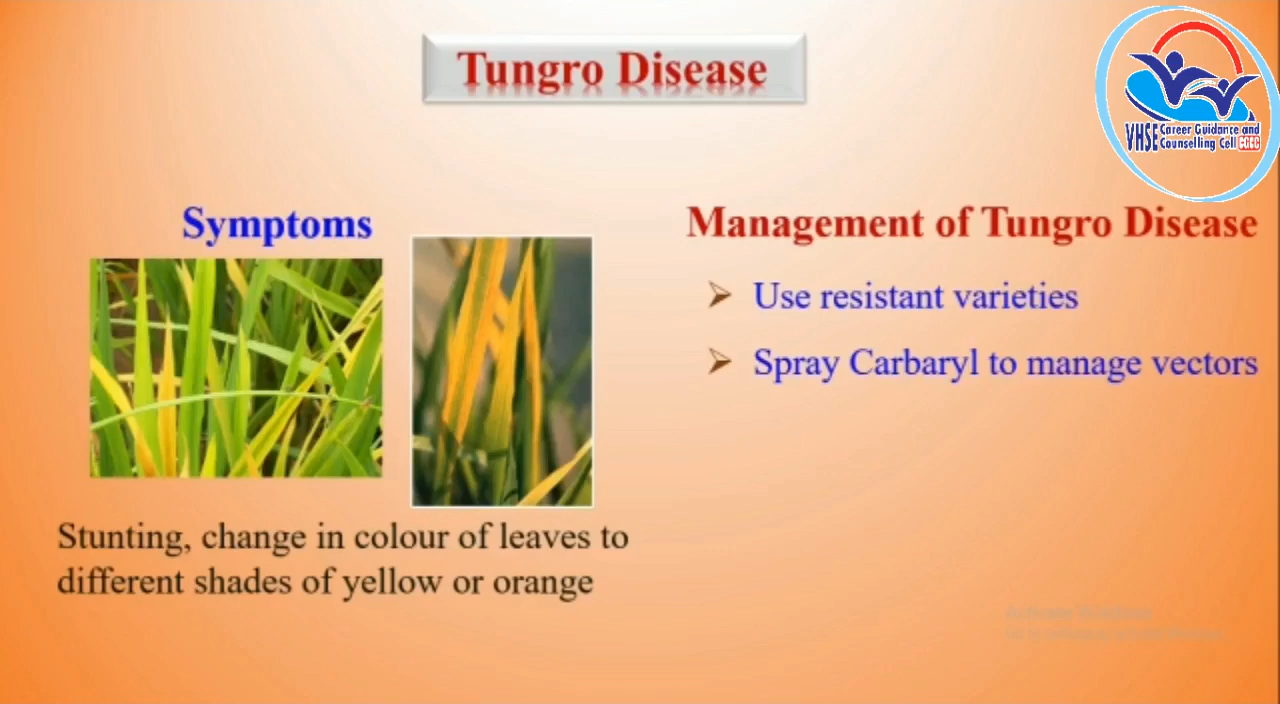 Tungro Disease
VHSE Career Guidance and
Counselling Cell CGCC
Symptoms
Stunting, change in colour of leaves to
different shades of yellow or orange
Management of Tungro Disease
Use resistant varieties
Spray Carbaryl to manage vectors